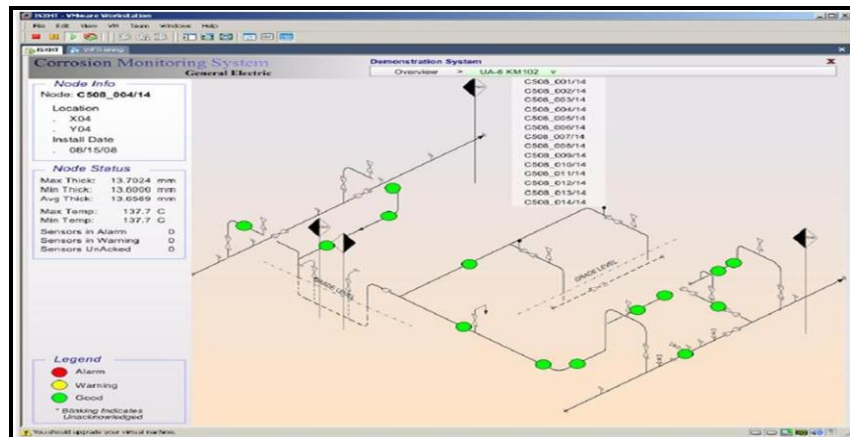 ISXHT - VMware Workstation
File Edit View VM Team Windows Help
ISXHT
Corrosion Monitoring System
General Electric
Demonstration System
X
Overview > UA-6 KM102 v
Node Info
Node: C508_004/14
Location
. X04
. Y04
Install Date
. 08/15/08
Node Status
Max Thick: 13.7024 mm
Min Thick: 13.6000 mm
Avg Thick: 13.6569 mm
Max Temp: 137.7 C
Min Temp: 137.7 C
Sensors in Alarm 0
Sensors in Warning 0
Sensors UnAcked 0
C508_001/14
C508_002/14
C508_003/14
C508_004/14
C508_005/14
C508_006/14
C508_007/14
C508_008/14
C508_009/14
C508_010/14
C508_011/14
C508_012/14
C508_013/14
C508_014/14
GRADE LEVEL
GRADE LEVEL
Legend
Alarm
Warning
Good
* Blinking Indicates
Unacknowledged
You should upgrade your virtual machine.